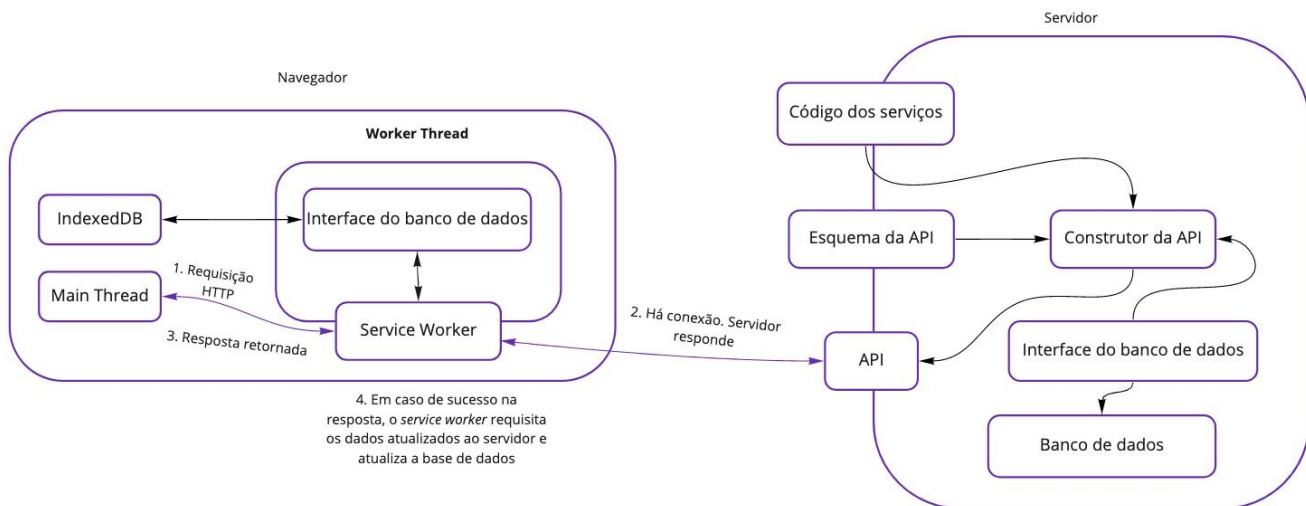 Servidor
Navegador
Código dos serviços
Worker Thread
IndexedDB
Interface do banco de dados
Esquema da API
Construtor da API
1. Requisição
HTTP
Main Thread
Service Worker
3. Resposta retornada
2. Há conexão. Servidor
responde
API
Interface do banco de dados
4. Em caso de sucesso na
resposta, o service worker requisita
os dados atualizados ao servidor e
atualiza a base de dados
Banco de dados